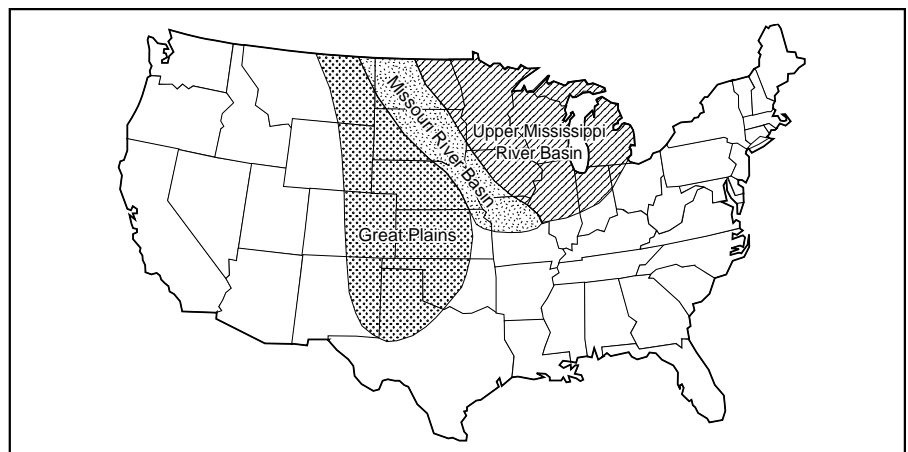 Missouri River Basin
Upper Mississippi
River Basin
Great Plains